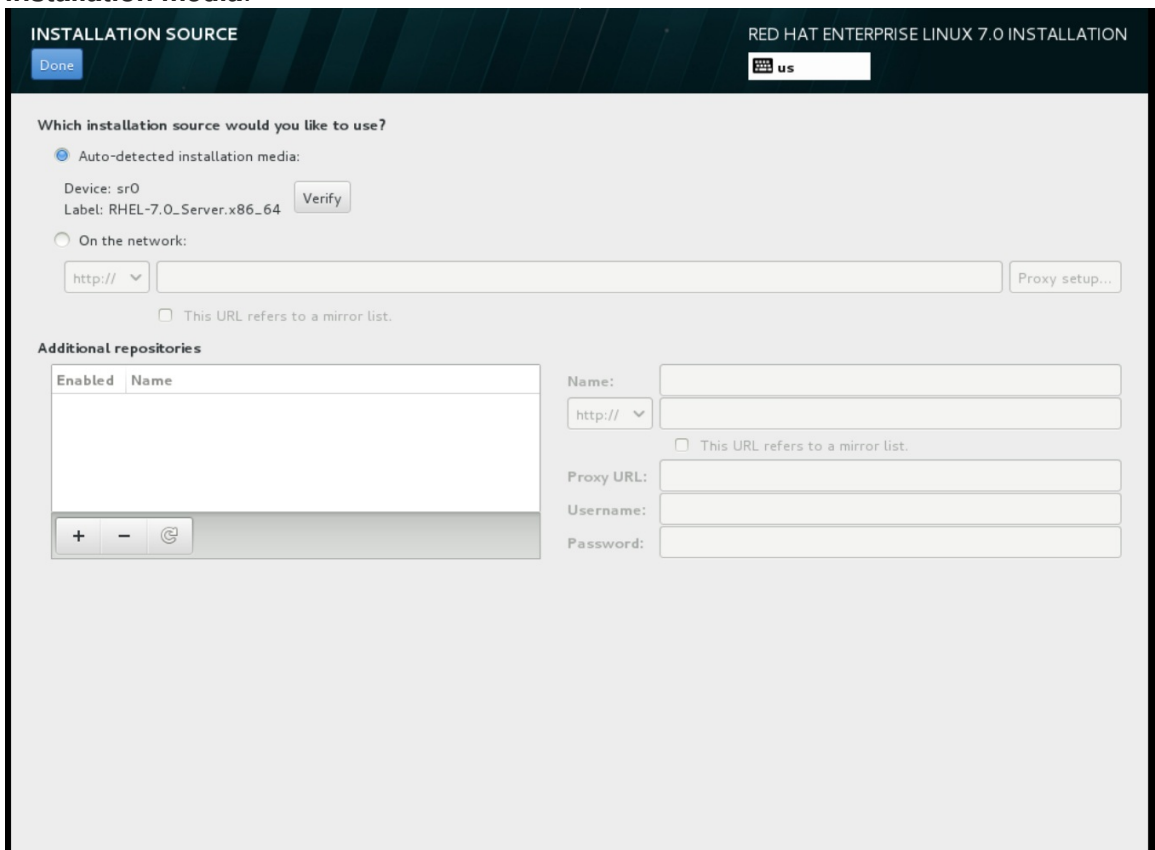 Installation media.
INSTALLATION SOURCE
RED HAT ENTERPRISE LINUX 7.0 INSTALLATION
Done
us
Which installation source would you like to use?
Auto-detected installation media:
Device: sr0
Label: RHEL-7.0_Server.x86_64
Verify
On the network:
http://
Proxy setup...
This URL refers to a mirror list.
Additional repositories
Enabled Name
Name:
http://
This URL refers to a mirror list.
Proxy URL:
Username:
Password:
+ -